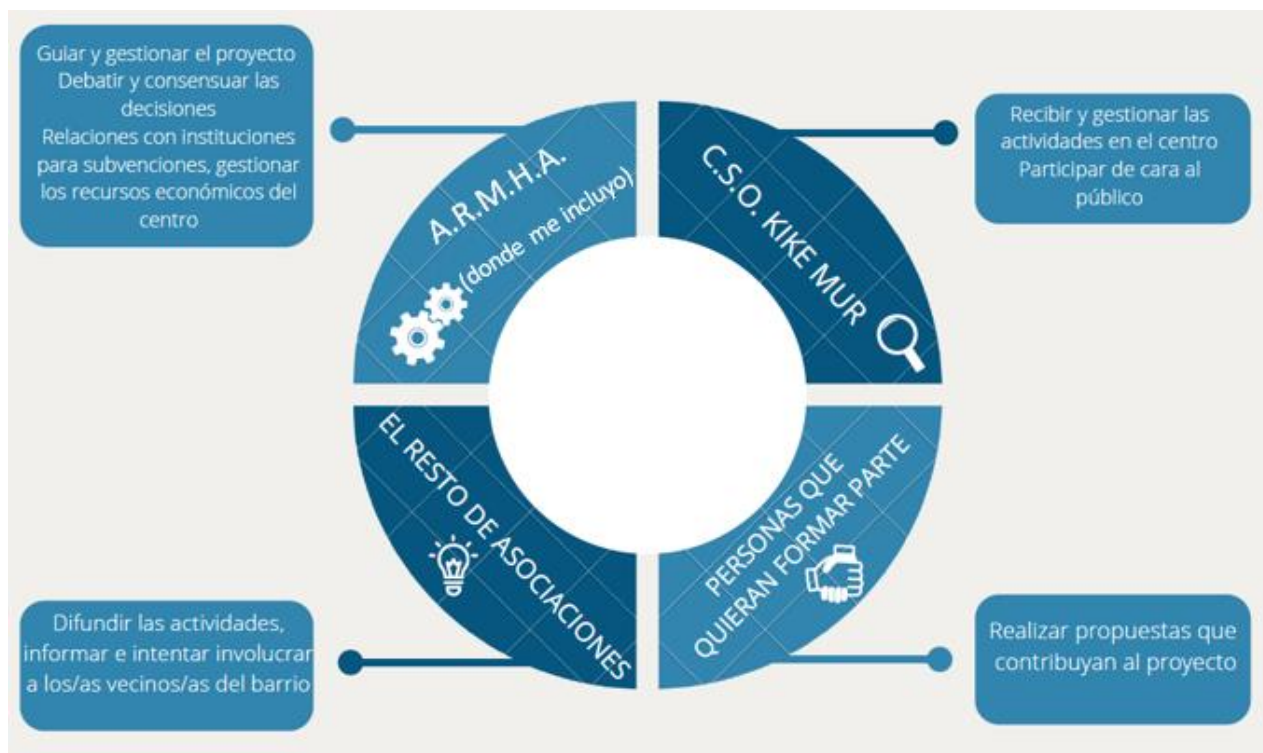 Guiar y gestionar el proyecto
Debatir y consensuar las
decisiones
Relaciones con instituciones
para subvenciones, gestionar
los recursos económicos del
centro
A.R.M.H.A.
(donde me incluyo)
C.S.O. KIKE MUR
Recibir y gestionar las
actividades en el centro
Participar de cara al
público
EL RESTO DE ASOCIACIONES
Difundir las actividades,
informar e intentar involucrar
a los/as vecinos/as del barrio
PERSONAS QUE
QUIERAN FORMAR PARTE
Realizar propuestas que
contribuyan al proyecto